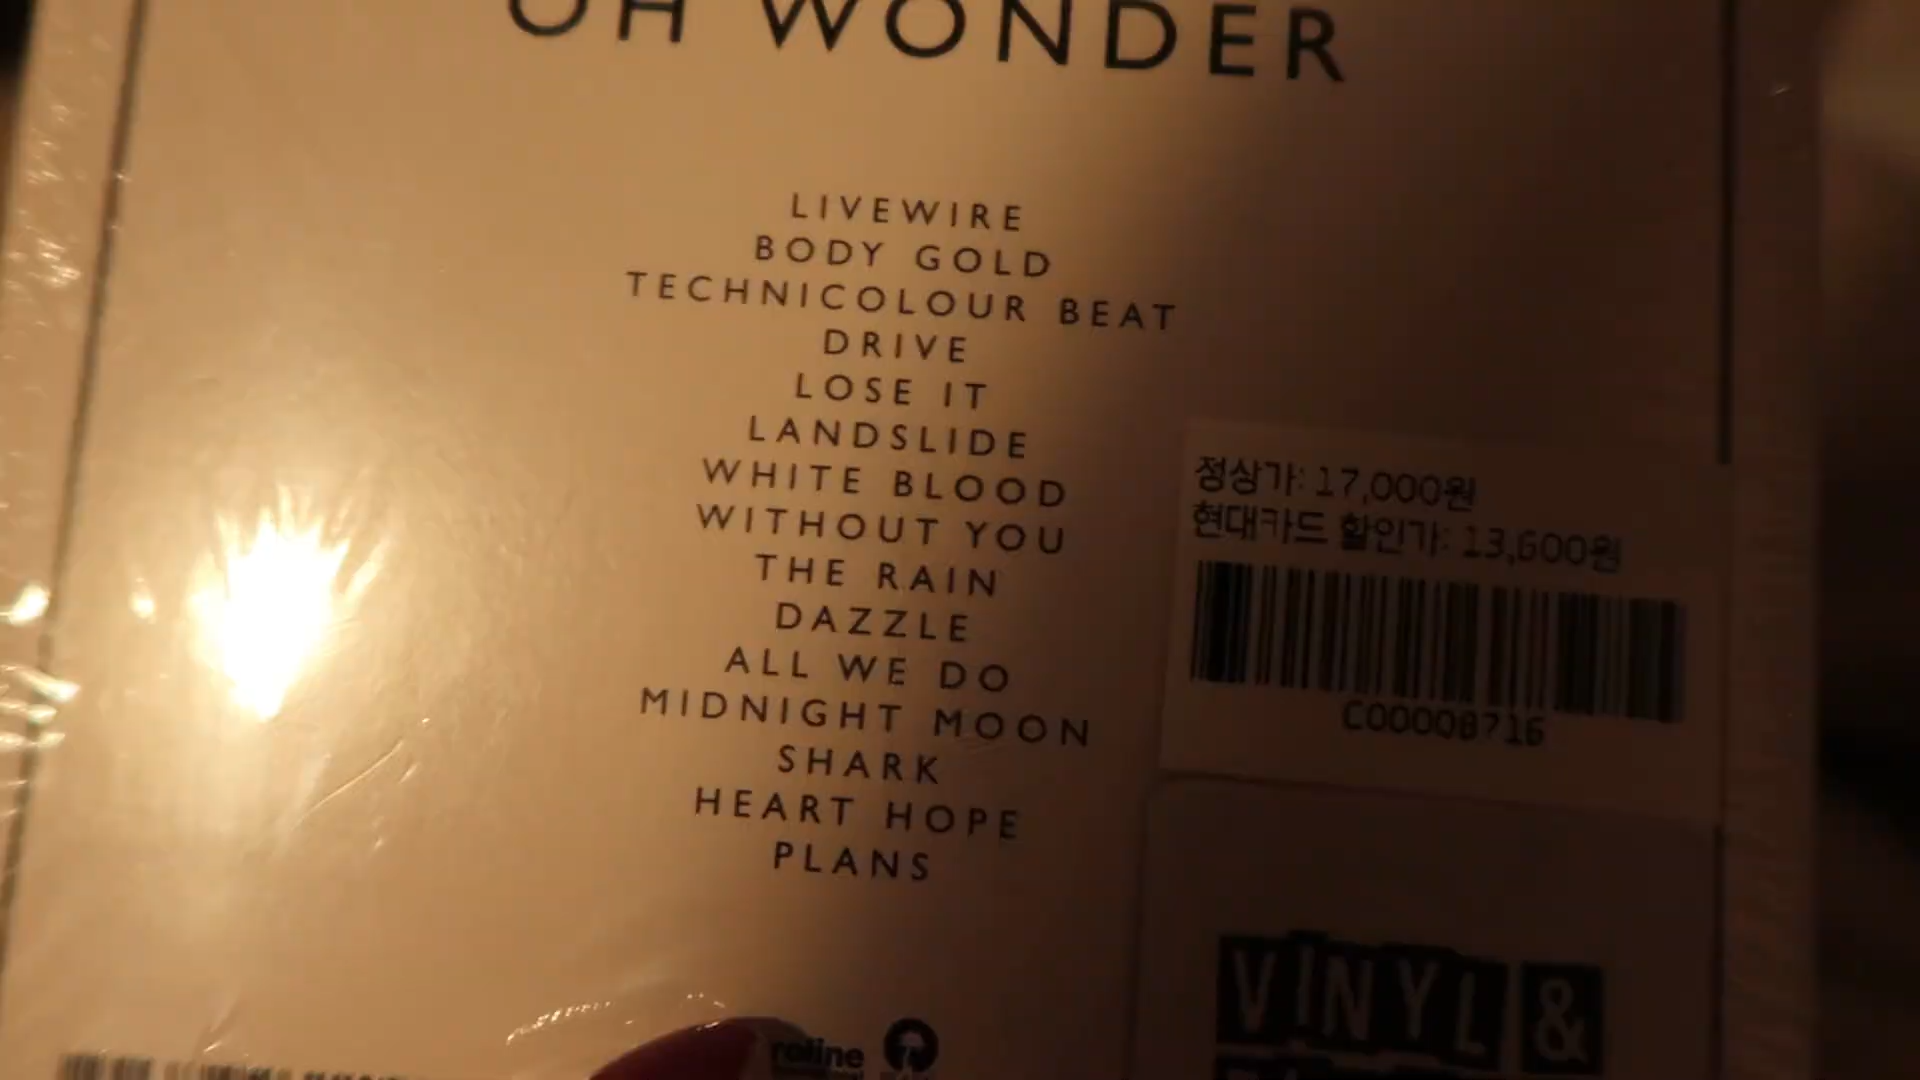 OH WONDER
LIVEWIRE
BODY GOLD
TECHNICOLOUR BEAT
DRIVE
LOSE IT
LANDSLIDE
WHITE BLOOD
WITHOUT YOU
THE RAIN
DAZZLE
ALL WE DO
MIDNIGHT MOON
SHARK
HEART HOPE
PLANS
정상가: 17,000원
현대카드 할인가: 13,600원
C00008716
VINYL &
roline